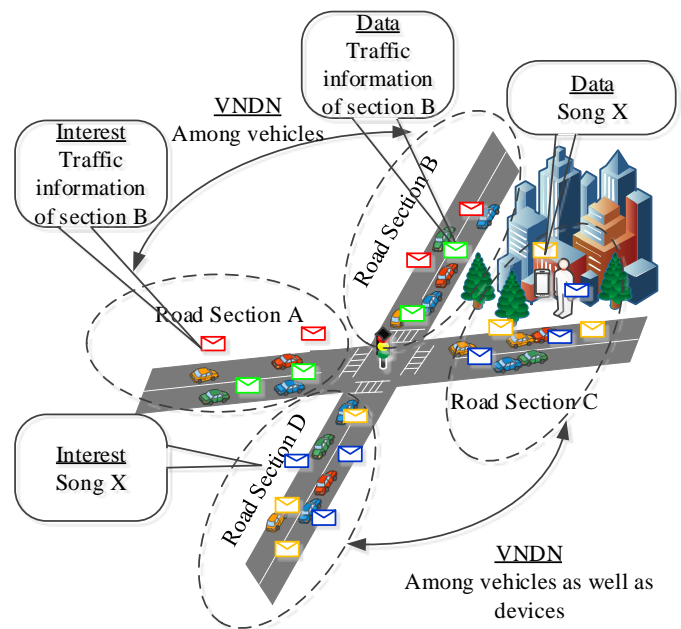 Data
Traffic
information
of section B
Data
Song X
VNDN
Among vehicles
Interest
Traffic
information
of section B
Road Section B
Road Section A
Road Section C
Road Section D
Interest
Song X
VNDN
Among vehicles as well as
devices